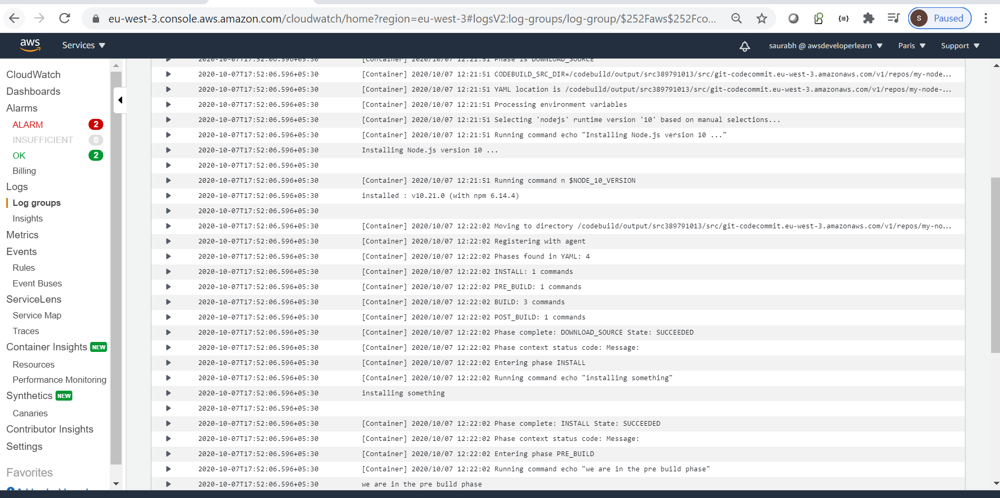 eu-west-3.console.aws.amazon.com/cloudwatch/home?region=eu-west-3#logsV2:log-groups/log-group/$252Faws$252Fco...
{≡}
S Paused
aws Services saurabh @ awsdeveloperlearn Paris Support
CloudWatch
Dashboards
Alarms
ALARM 2
INSUFFICIENT 0
OK 2
Billing
Logs
Log groups
Insights
Metrics
Events
Rules
Event Buses
ServiceLens
Service Map
Traces
Container Insights NEW
Resources
Performance Monitoring
Synthetics NEW
Canaries
Contributor Insights
Settings
Favorites
2020-10-07T17:52:06.596+05:30 [Container] 2020/10/07 12:21:51 Phase is DOWNLOAD_SOURCE
2020-10-07T17:52:06.596+05:30 [Container] 2020/10/07 12:21:51 CODEBUILD_SRC_DIR=/codebuild/output/src389791013/src/git-codecommit.eu-west-3.amazonaws.com/v1/repos/my-node...
2020-10-07T17:52:06.596+05:30 [Container] 2020/10/07 12:21:51 YAML location is /codebuild/output/src389791013/src/git-codecommit.eu-west-3.amazonaws.com/v1/repos/my-node-...
2020-10-07T17:52:06.596+05:30 [Container] 2020/10/07 12:21:51 Processing environment variables
2020-10-07T17:52:06.596+05:30 [Container] 2020/10/07 12:21:51 Selecting 'nodejs' runtime version '10' based on manual selections...
2020-10-07T17:52:06.596+05:30 [Container] 2020/10/07 12:21:51 Running command echo "Installing Node.js version 10 ..."
2020-10-07T17:52:06.596+05:30 Installing Node.js version 10 ...
2020-10-07T17:52:06.596+05:30
2020-10-07T17:52:06.596+05:30 [Container] 2020/10/07 12:21:51 Running command n $NODE_10_VERSION
2020-10-07T17:52:06.596+05:30 installed : v10.21.0 (with npm 6.14.4)
2020-10-07T17:52:06.596+05:30
2020-10-07T17:52:06.596+05:30 [Container] 2020/10/07 12:22:02 Moving to directory /codebuild/output/src389791013/src/git-codecommit.eu-west-3.amazonaws.com/v1/repos/my-no...
2020-10-07T17:52:06.596+05:30 [Container] 2020/10/07 12:22:02 Registering with agent
2020-10-07T17:52:06.596+05:30 [Container] 2020/10/07 12:22:02 Phases found in YAML: 4
2020-10-07T17:52:06.596+05:30 [Container] 2020/10/07 12:22:02 INSTALL: 1 commands
2020-10-07T17:52:06.596+05:30 [Container] 2020/10/07 12:22:02 PRE_BUILD: 1 commands
2020-10-07T17:52:06.596+05:30 [Container] 2020/10/07 12:22:02 BUILD: 3 commands
2020-10-07T17:52:06.596+05:30 [Container] 2020/10/07 12:22:02 POST_BUILD: 1 commands
2020-10-07T17:52:06.596+05:30 [Container] 2020/10/07 12:22:02 Phase complete: DOWNLOAD_SOURCE State: SUCCEEDED
2020-10-07T17:52:06.596+05:30 [Container] 2020/10/07 12:22:02 Phase context status code: Message:
2020-10-07T17:52:06.596+05:30 [Container] 2020/10/07 12:22:02 Entering phase INSTALL
2020-10-07T17:52:06.596+05:30 [Container] 2020/10/07 12:22:02 Running command echo "installing something"
2020-10-07T17:52:06.596+05:30 installing something
2020-10-07T17:52:06.596+05:30
2020-10-07T17:52:06.596+05:30 [Container] 2020/10/07 12:22:02 Phase complete: INSTALL State: SUCCEEDED
2020-10-07T17:52:06.596+05:30 [Container] 2020/10/07 12:22:02 Phase context status code: Message:
2020-10-07T17:52:06.596+05:30 [Container] 2020/10/07 12:22:02 Entering phase PRE_BUILD
2020-10-07T17:52:06.596+05:30 [Container] 2020/10/07 12:22:02 Running command echo "we are in the pre build phase"
2020-10-07T17:52:06.596+05:30 we are in the pre build phase